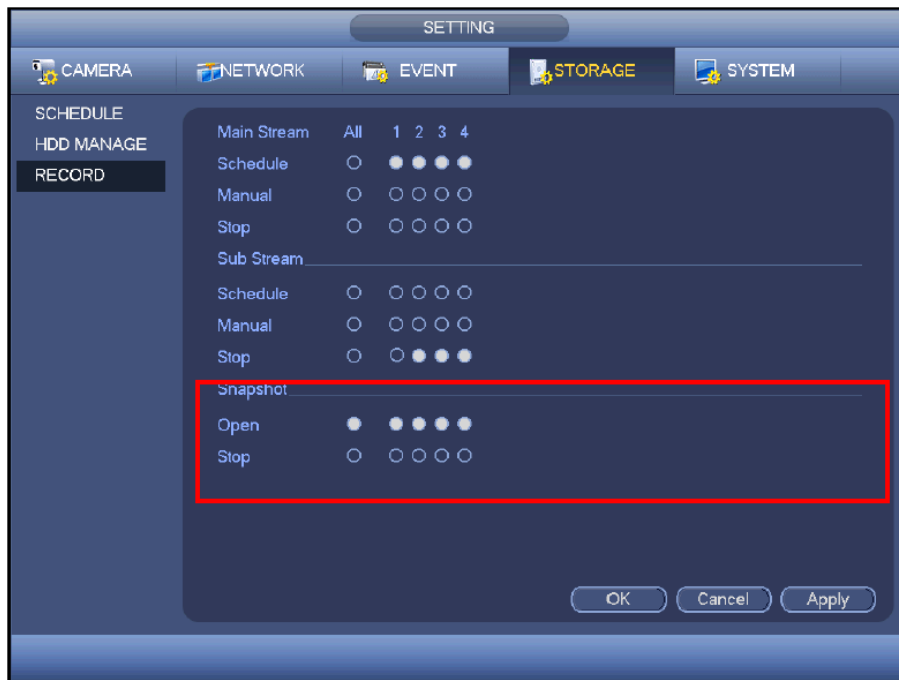 SETTING
CAMERA NETWORK EVENT STORAGE SYSTEM
SCHEDULE
HDD MANAGE
RECORD
Main Stream All 1 2 3 4
Schedule
Manual
Stop
Sub Stream
Schedule
Manual
Stop
Snapshot
Open
Stop
OK Cancel Apply